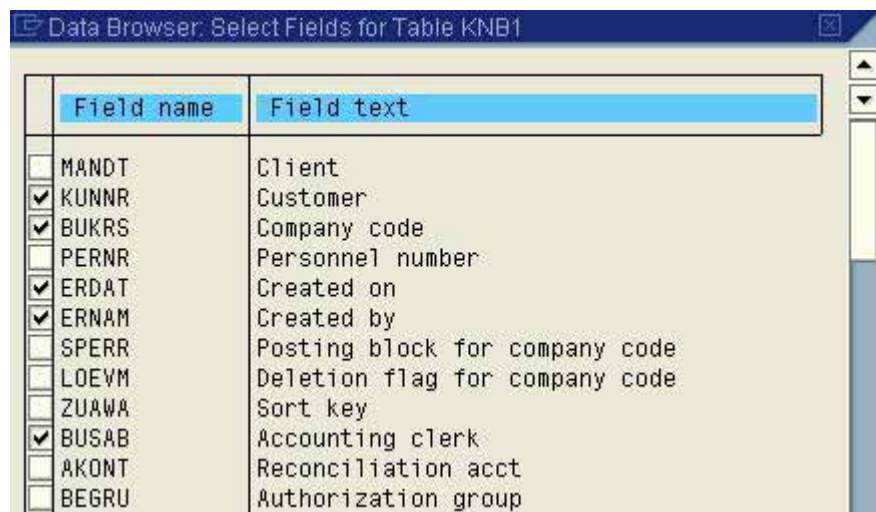 Data Browser: Select Fields for Table KNB1
Field name Field text
MANDT Client
KUNNR Customer
BUKRS Company code
PERNR Personnel number
ERDAT Created on
ERNAM Created by
SPERR Posting block for company code
LOEVM Deletion flag for company code
ZUAWA Sort key
BUSAB Accounting clerk
AKONT Reconciliation acct
BEGRU Authorization group